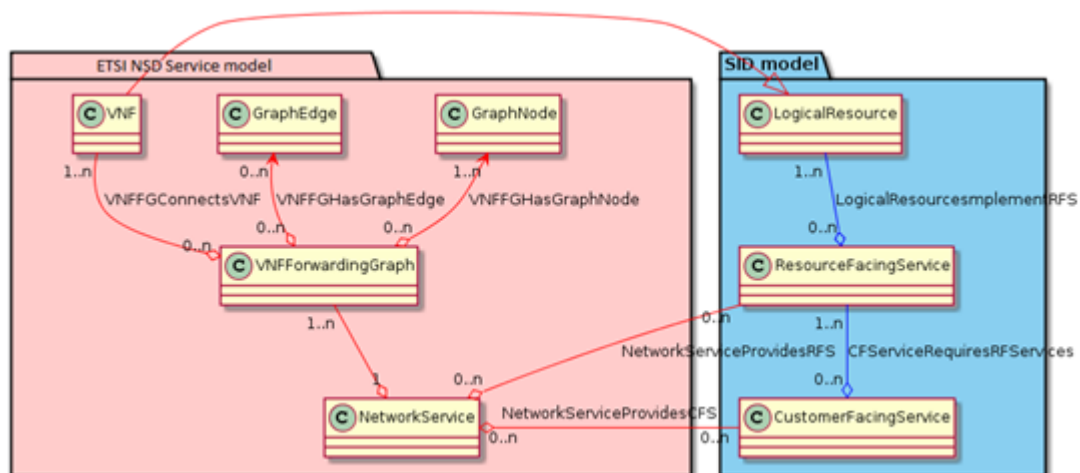 ETSI NSD Service model
SID model
C VNF
C GraphEdge
C GraphNode
C LogicalResource
1..n
0..n
1..n
1..n
VNFFGConnectsVNF
VNFFGHasGraphEdge
VNFFGHasGraphNode
LogicalResourcesmplementRFS
0..n
0..n
0..n
0..n
C VNFForwardingGraph
C ResourceFacingService
1..n
0..n
1..n
NetworkServiceProvidesRFS
CFServiceRequiresRFServices
1
0..n
0..n
C NetworkService
NetworkServiceProvidesCFS
C CustomerFacingService
0..n
0..n